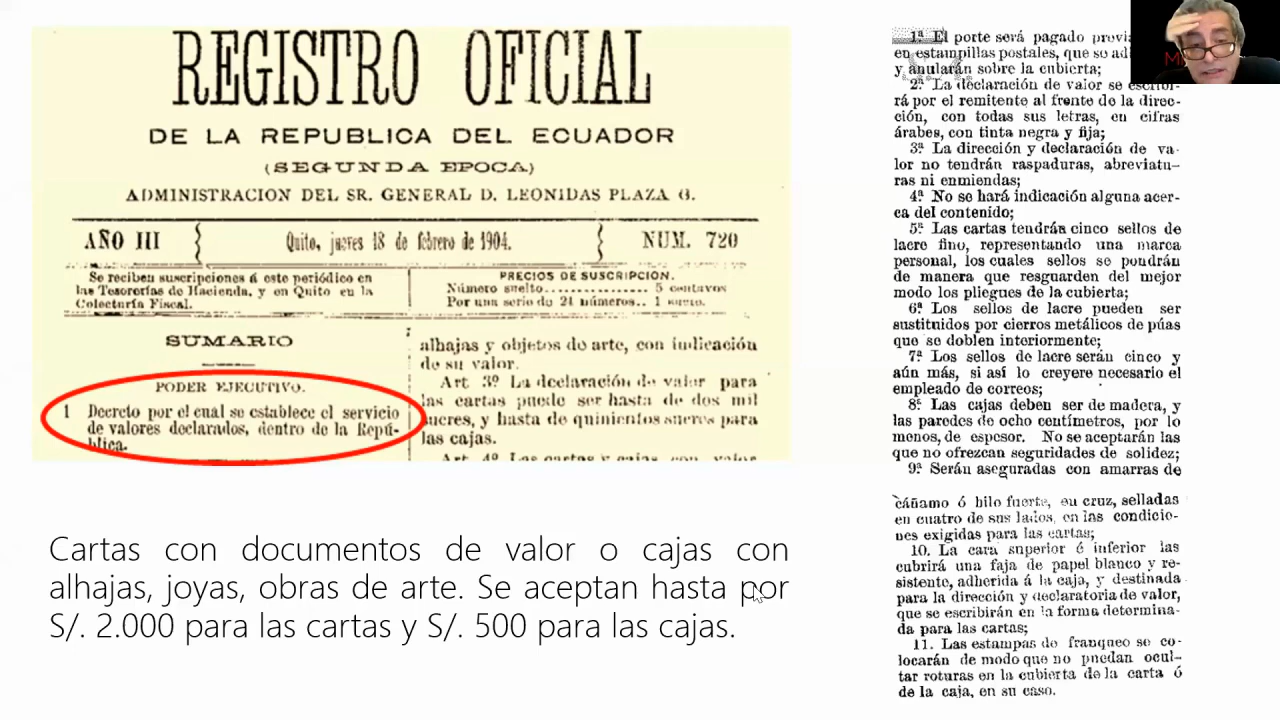 REGISTRO OFICIAL
DE LA REPUBLICA DEL ECUADOR
(SEGUNDA EPOCA)
ADMINISTRACION DEL SR. GENERAL D. LEONIDAS PLAZA G.
AÑO III
Quito, jueves 18 de febrero de 1904.
NUM. 720
Se reciben suscripciones á este periódico en
las Tesorerías de Hacienda, y en Quito en la
Colecturía Fiscal.
PRECIOS DE SUSCRIPCION.
Número suelto............... 5 centavos
Por una serie de 24 números.. 1 sucre.
SUMARIO
PODER EJECUTIVO.
1 Decreto por el cual se establece el servicio
de valores declarados, dentro de la Repú-
blica.
alhajas y objetos de arte, con indicación
de su valor.
Art 3º La declaración de valor para
las cartas puede ser hasta de dos mil
sucres, y hasta de quinientos sucres para
las cajas.
Art. 4º Las cartas y cajas con valor
Cartas con documentos de valor o cajas con
alhajas, joyas, obras de arte. Se aceptan hasta por
S/. 2.000 para las cartas y S/. 500 para las cajas.
1ª El porte será pagado
en estampillas postales, que se
y anularán sobre la cubierta;
2ª La declaración de valor se escribi-
rá por el remitente al frente de la direc-
ción, con todas sus letras, en cifras
árabes, con tinta negra y fija;
3ª La dirección y declaración de va-
lor no tendrán raspaduras, abreviatu-
ras ni enmiendas;
4ª No se hará indicación alguna acer-
ca del contenido;
5ª Las cartas tendrán cinco sellos de
lacre fino, representando una marca
personal, los cuales sellos se pondrán
de manera que resguarden del mejor
modo los pliegues de la cubierta;
6ª Los sellos de lacre pueden ser
sustituidos por cierros metálicos de púas
que se doblen interiormente;
7ª Los sellos de lacre serán cinco y
aún más, si así lo creyere necesario el
empleado de correos;
8ª Las cajas deben ser de madera, y
las paredes de ocho centímetros, por lo
menos, de espesor. No se aceptarán las
que no ofrezcan seguridades de solidez;
9ª Serán aseguradas con amarras de
cáñamo ó hilo fuerte, en cruz, selladas
en cuatro de sus lados, en las condicio-
nes exigidas para las cartas;
10. La cara superior é inferior las
cubrirá una faja de papel blanco y re-
sistente, adherida á la caja, y destinada
para la dirección y declaratoria de valor,
que se escribirán en la forma determina-
da para las cartas;
11. Las estampas de franqueo se co-
locarán de modo que no puedan ocul-
tar roturas en la cubierta de la carta ó
de la caja, en su caso.